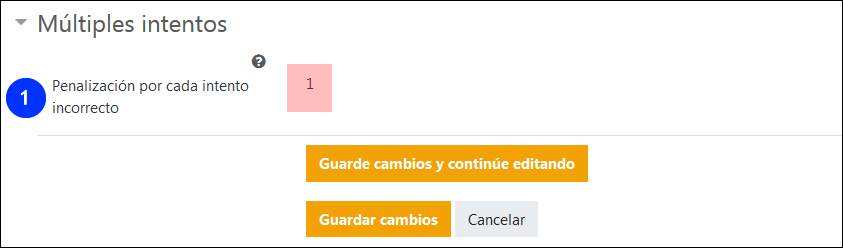 Múltiples intentos
?
1
Penalización por cada intento
incorrecto
1
Guarde cambios y continúe editando
Guardar cambios
Cancelar